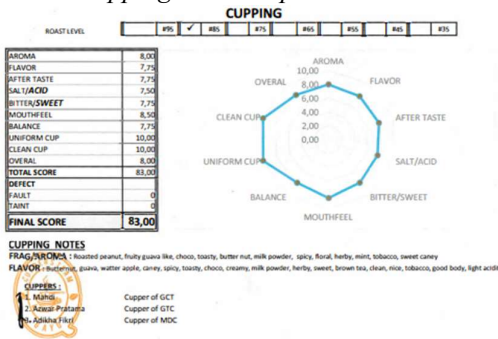 CUPPING
ROAST LEVEL #95 ✓ #85 #75 #65 #55 #45 #35
AROMA 8,00
FLAVOR 7,75
AFTER TASTE 7,75
SALT/ACID 7,50
BITTER/SWEET 7,75
MOUTHFEEL 8,50
BALANCE 7,75
UNIFORM CUP 10,00
CLEAN CUP 10,00
OVERAL 8,00
TOTAL SCORE 83,00
DEFECT
FAULT 0
TAINT 0
FINAL SCORE 83,00
AROMA
FLAVOR
AFTER TASTE
SALT/ACID
BITTER/SWEET
MOUTHFEEL
BALANCE
UNIFORM CUP
CLEAN CUP
OVERAL
10,00
8,00
6,00
4,00
2,00
0,00
CUPPING NOTES
FRAG/AROMA : Roasted peanut, fruity guava like, choco, toasty, butter nut, milk powder, spicy, floral, herby, mint, tobacco, sweet caney
FLAVOR : Butternut, guava, watter apple, caney, spicy, toasty, choco, creamy, milk powder, herby, sweet, brown tea, clean, nice, tobacco, good body, light acidi
CUPPERS :
1. Mahdi Cupper of GCT
2. Azwar Pratama Cupper of GTC
3. Adikha Fikri Cupper of MDC